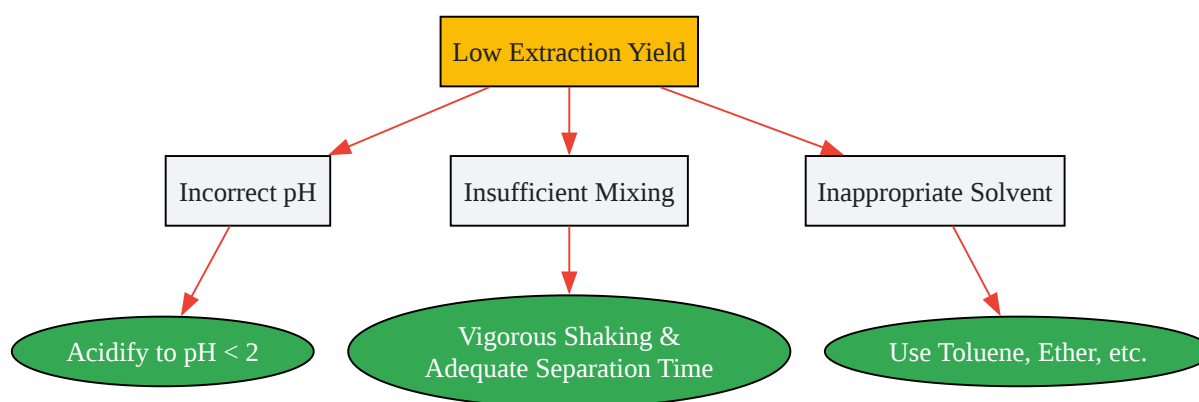 Low Extraction Yield
Incorrect pH
Insufficient Mixing
Inappropriate Solvent
Acidify to pH < 2
Vigorous Shaking &
Adequate Separation Time
Use Toluene, Ether, etc.